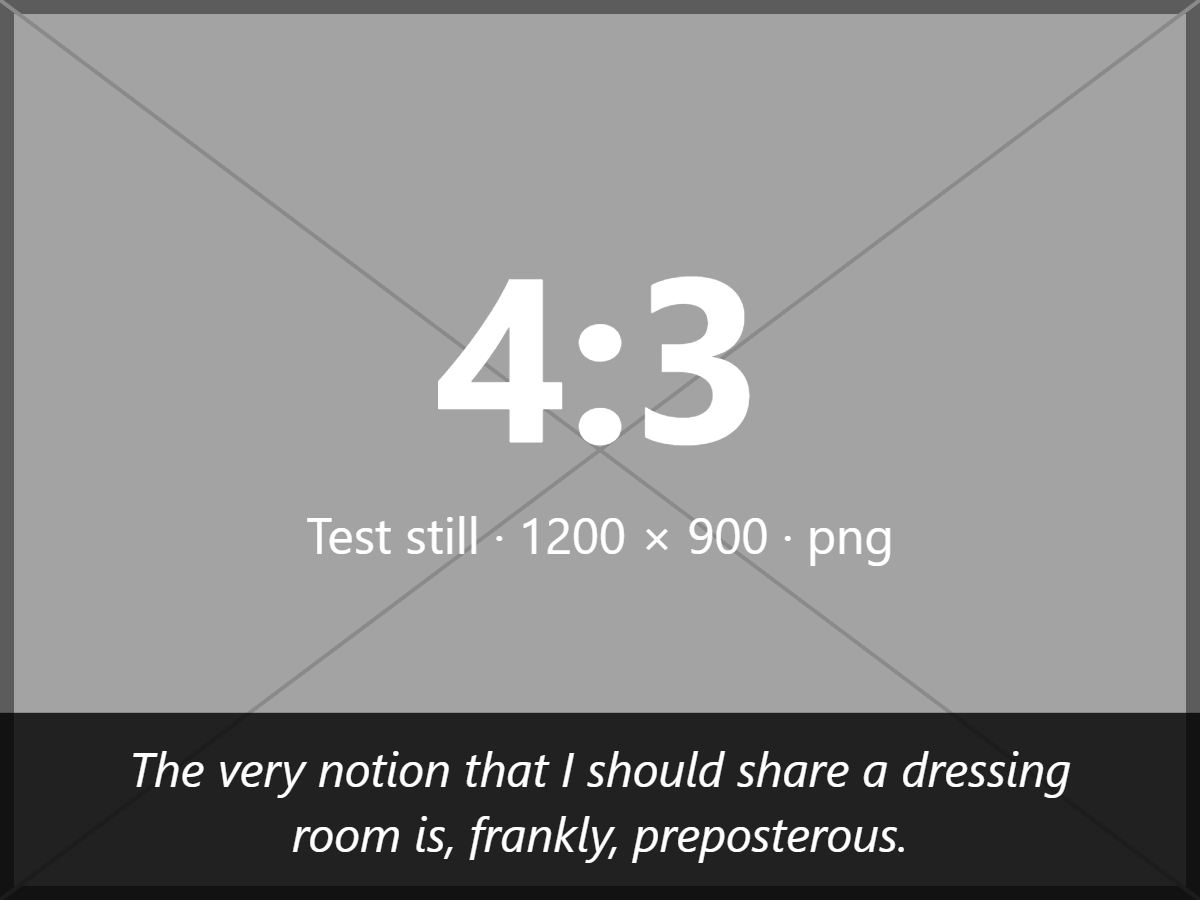 4:3
Test still · 1200 × 900 · png
The very notion that I should share a dressing
room is, frankly, preposterous.